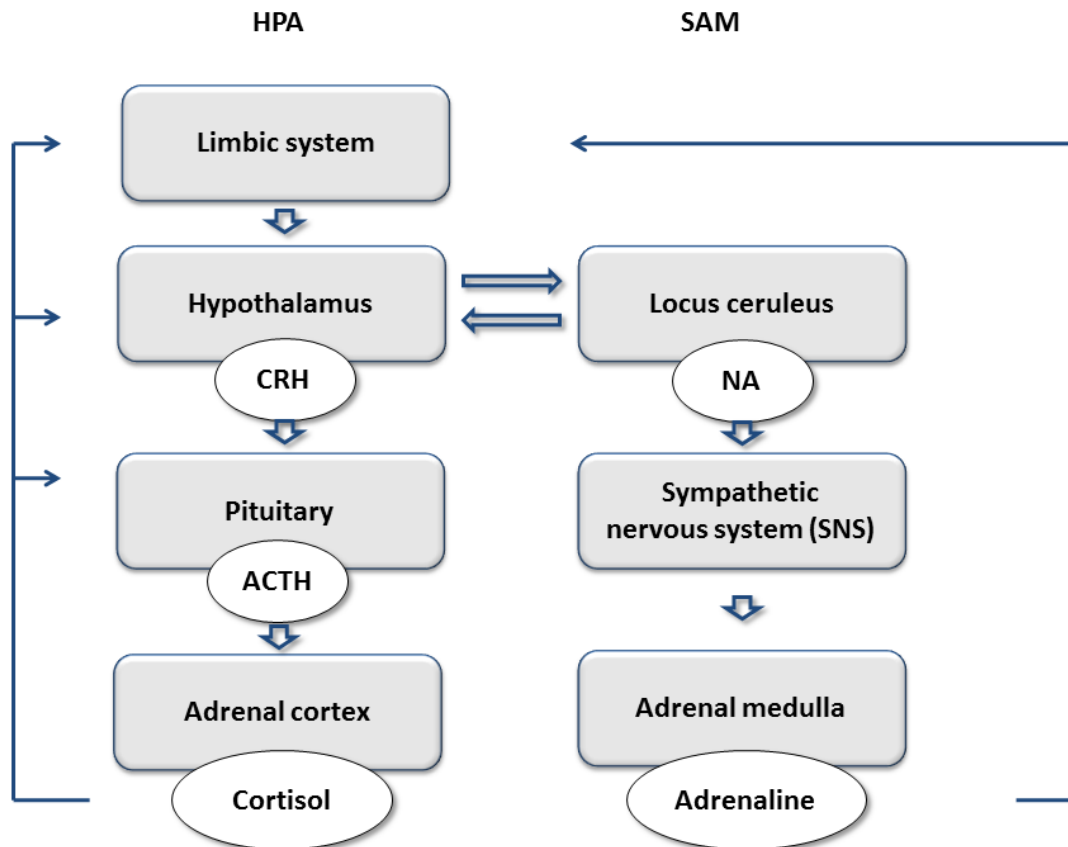 HPA
SAM
Limbic system
Hypothalamus
Locus ceruleus
CRH
NA
Pituitary
Sympathetic
nervous system (SNS)
ACTH
Adrenal cortex
Adrenal medulla
Cortisol
Adrenaline